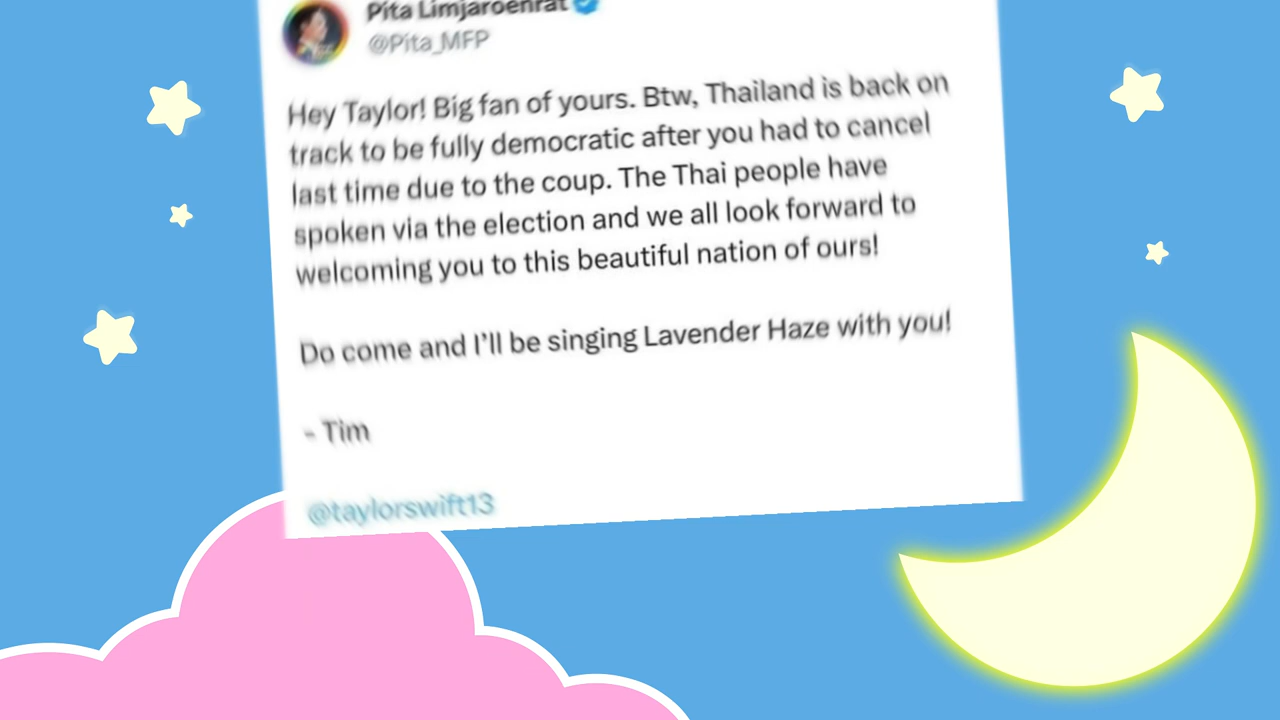 Pita Limjaroenrat
@Pita_MFP
Hey Taylor! Big fan of yours. Btw, Thailand is back on
track to be fully democratic after you had to cancel
last time due to the coup. The Thai people have
spoken via the election and we all look forward to
welcoming you to this beautiful nation of ours!
Do come and I'll be singing Lavender Haze with you!
- Tim
@taylorswift13